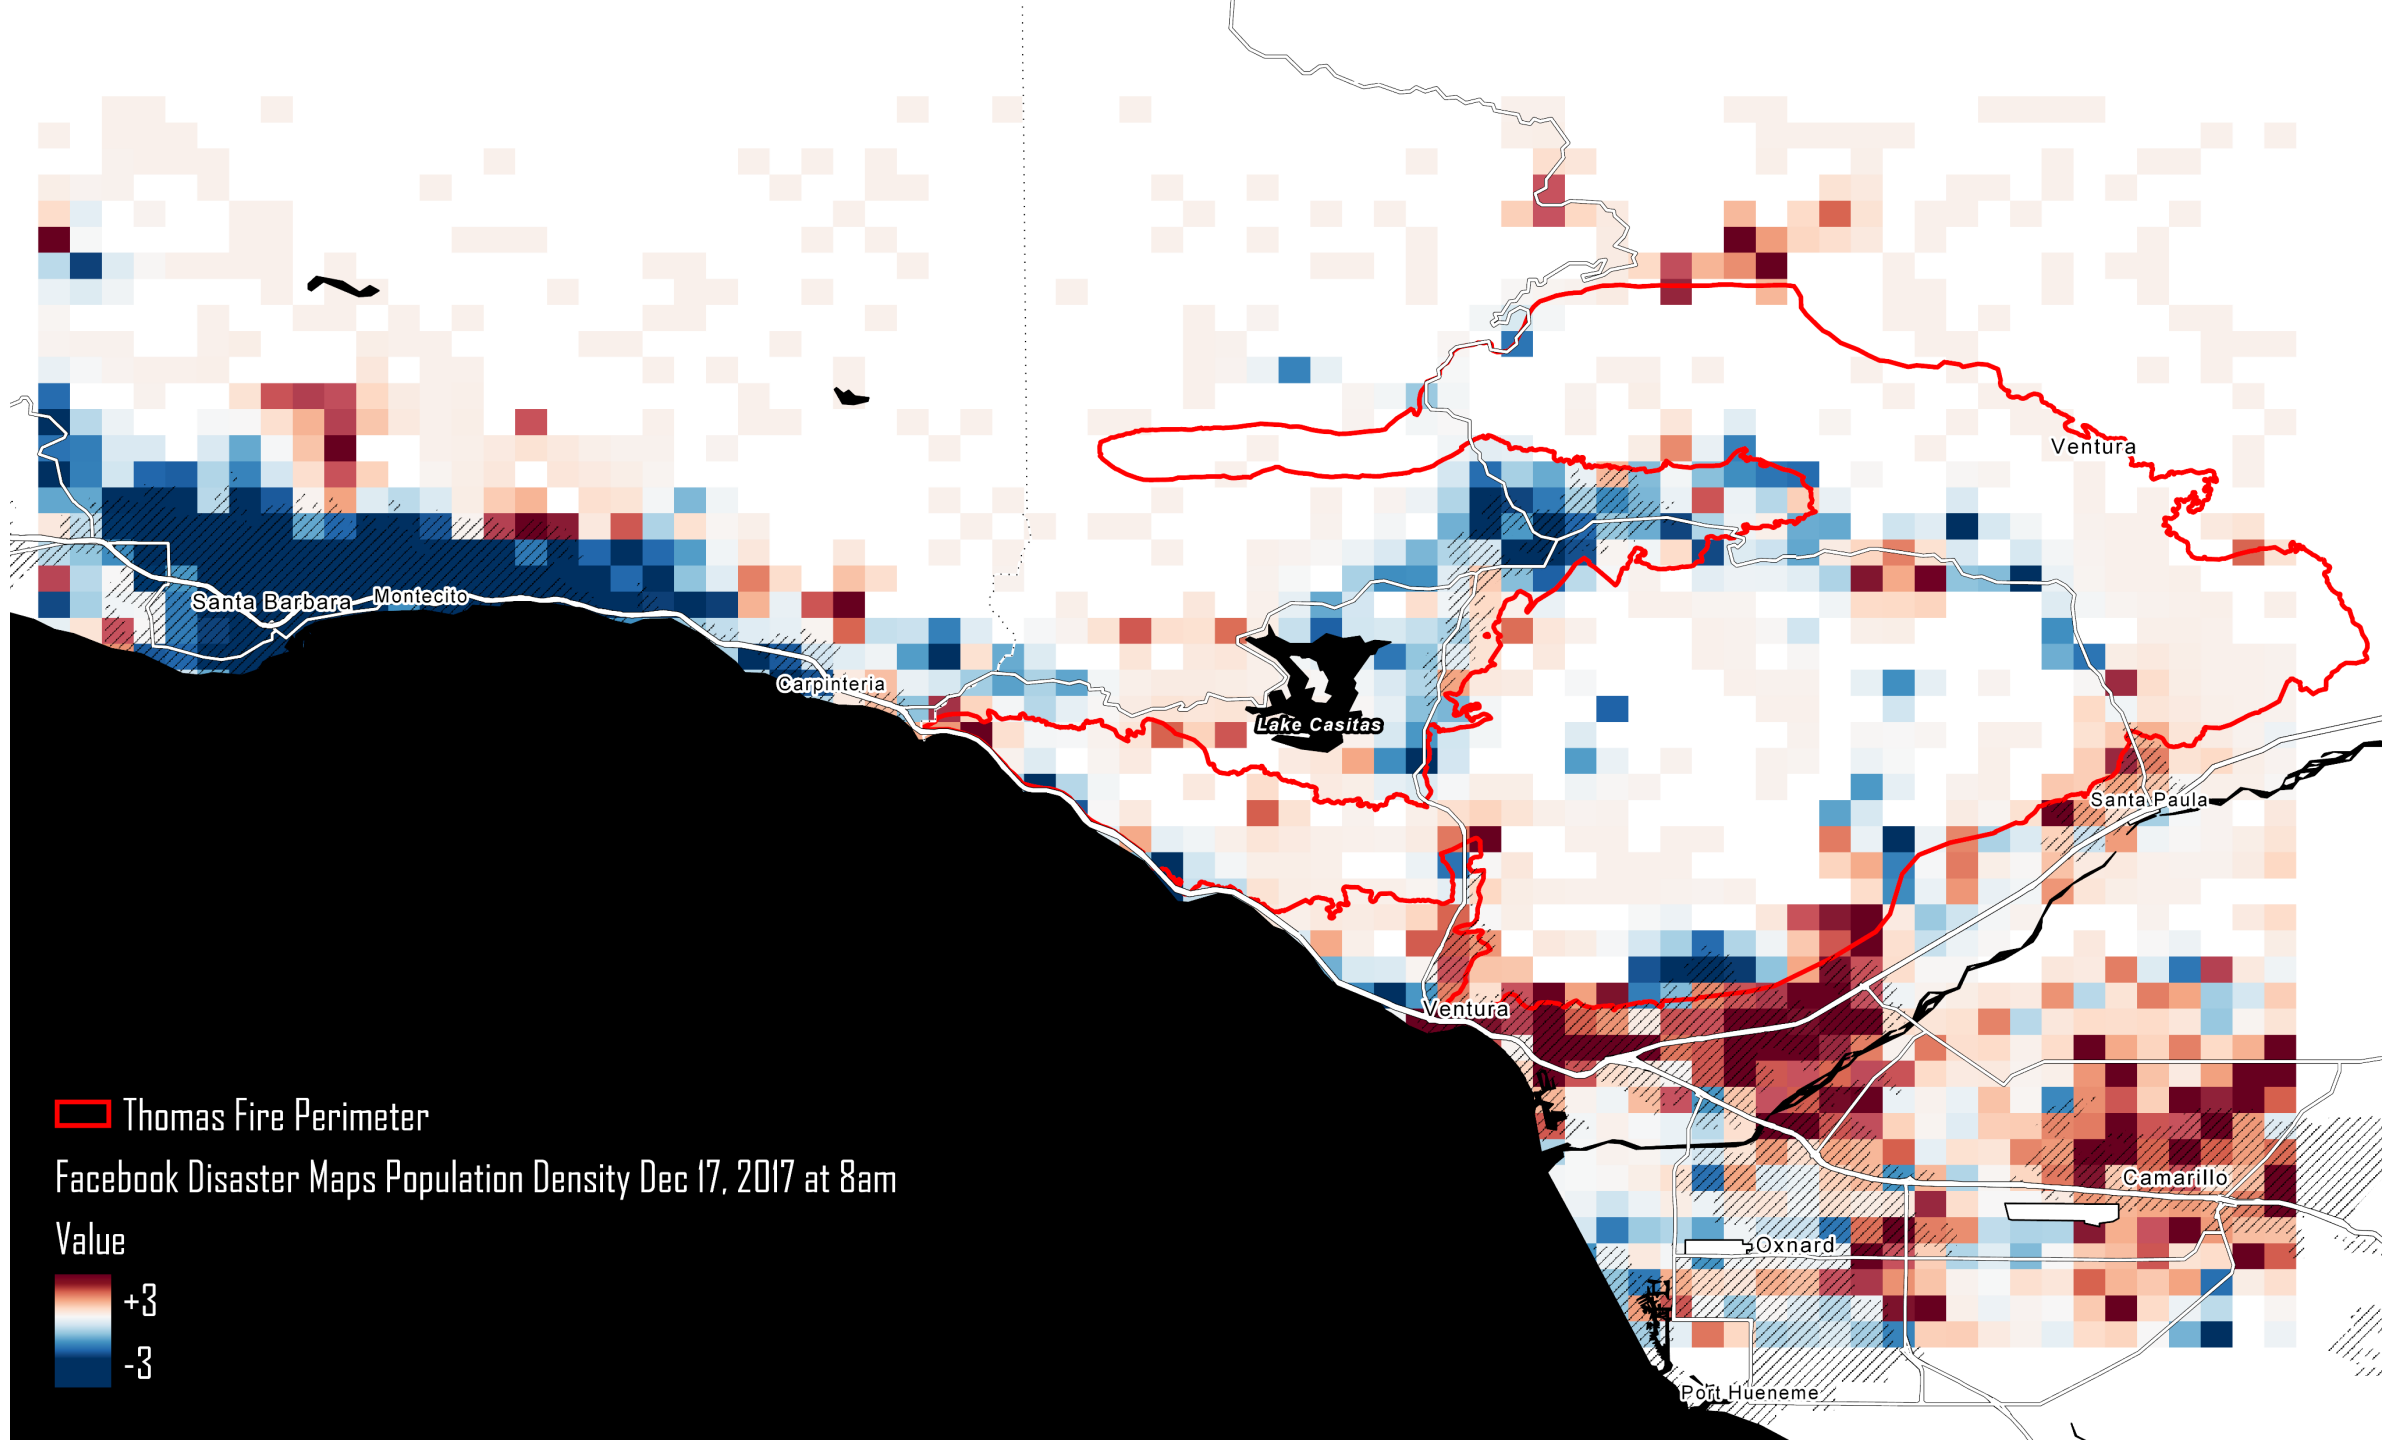 Ventura
Santa Barbara
Montecito
Carpinteria
Lake Casitas
Santa Paula
Ventura
Thomas Fire Perimeter
Facebook Disaster Maps Population Density Dec 17, 2017 at 8am
Camarillo
Value
Oxnard
+3
-3
Port Hueneme